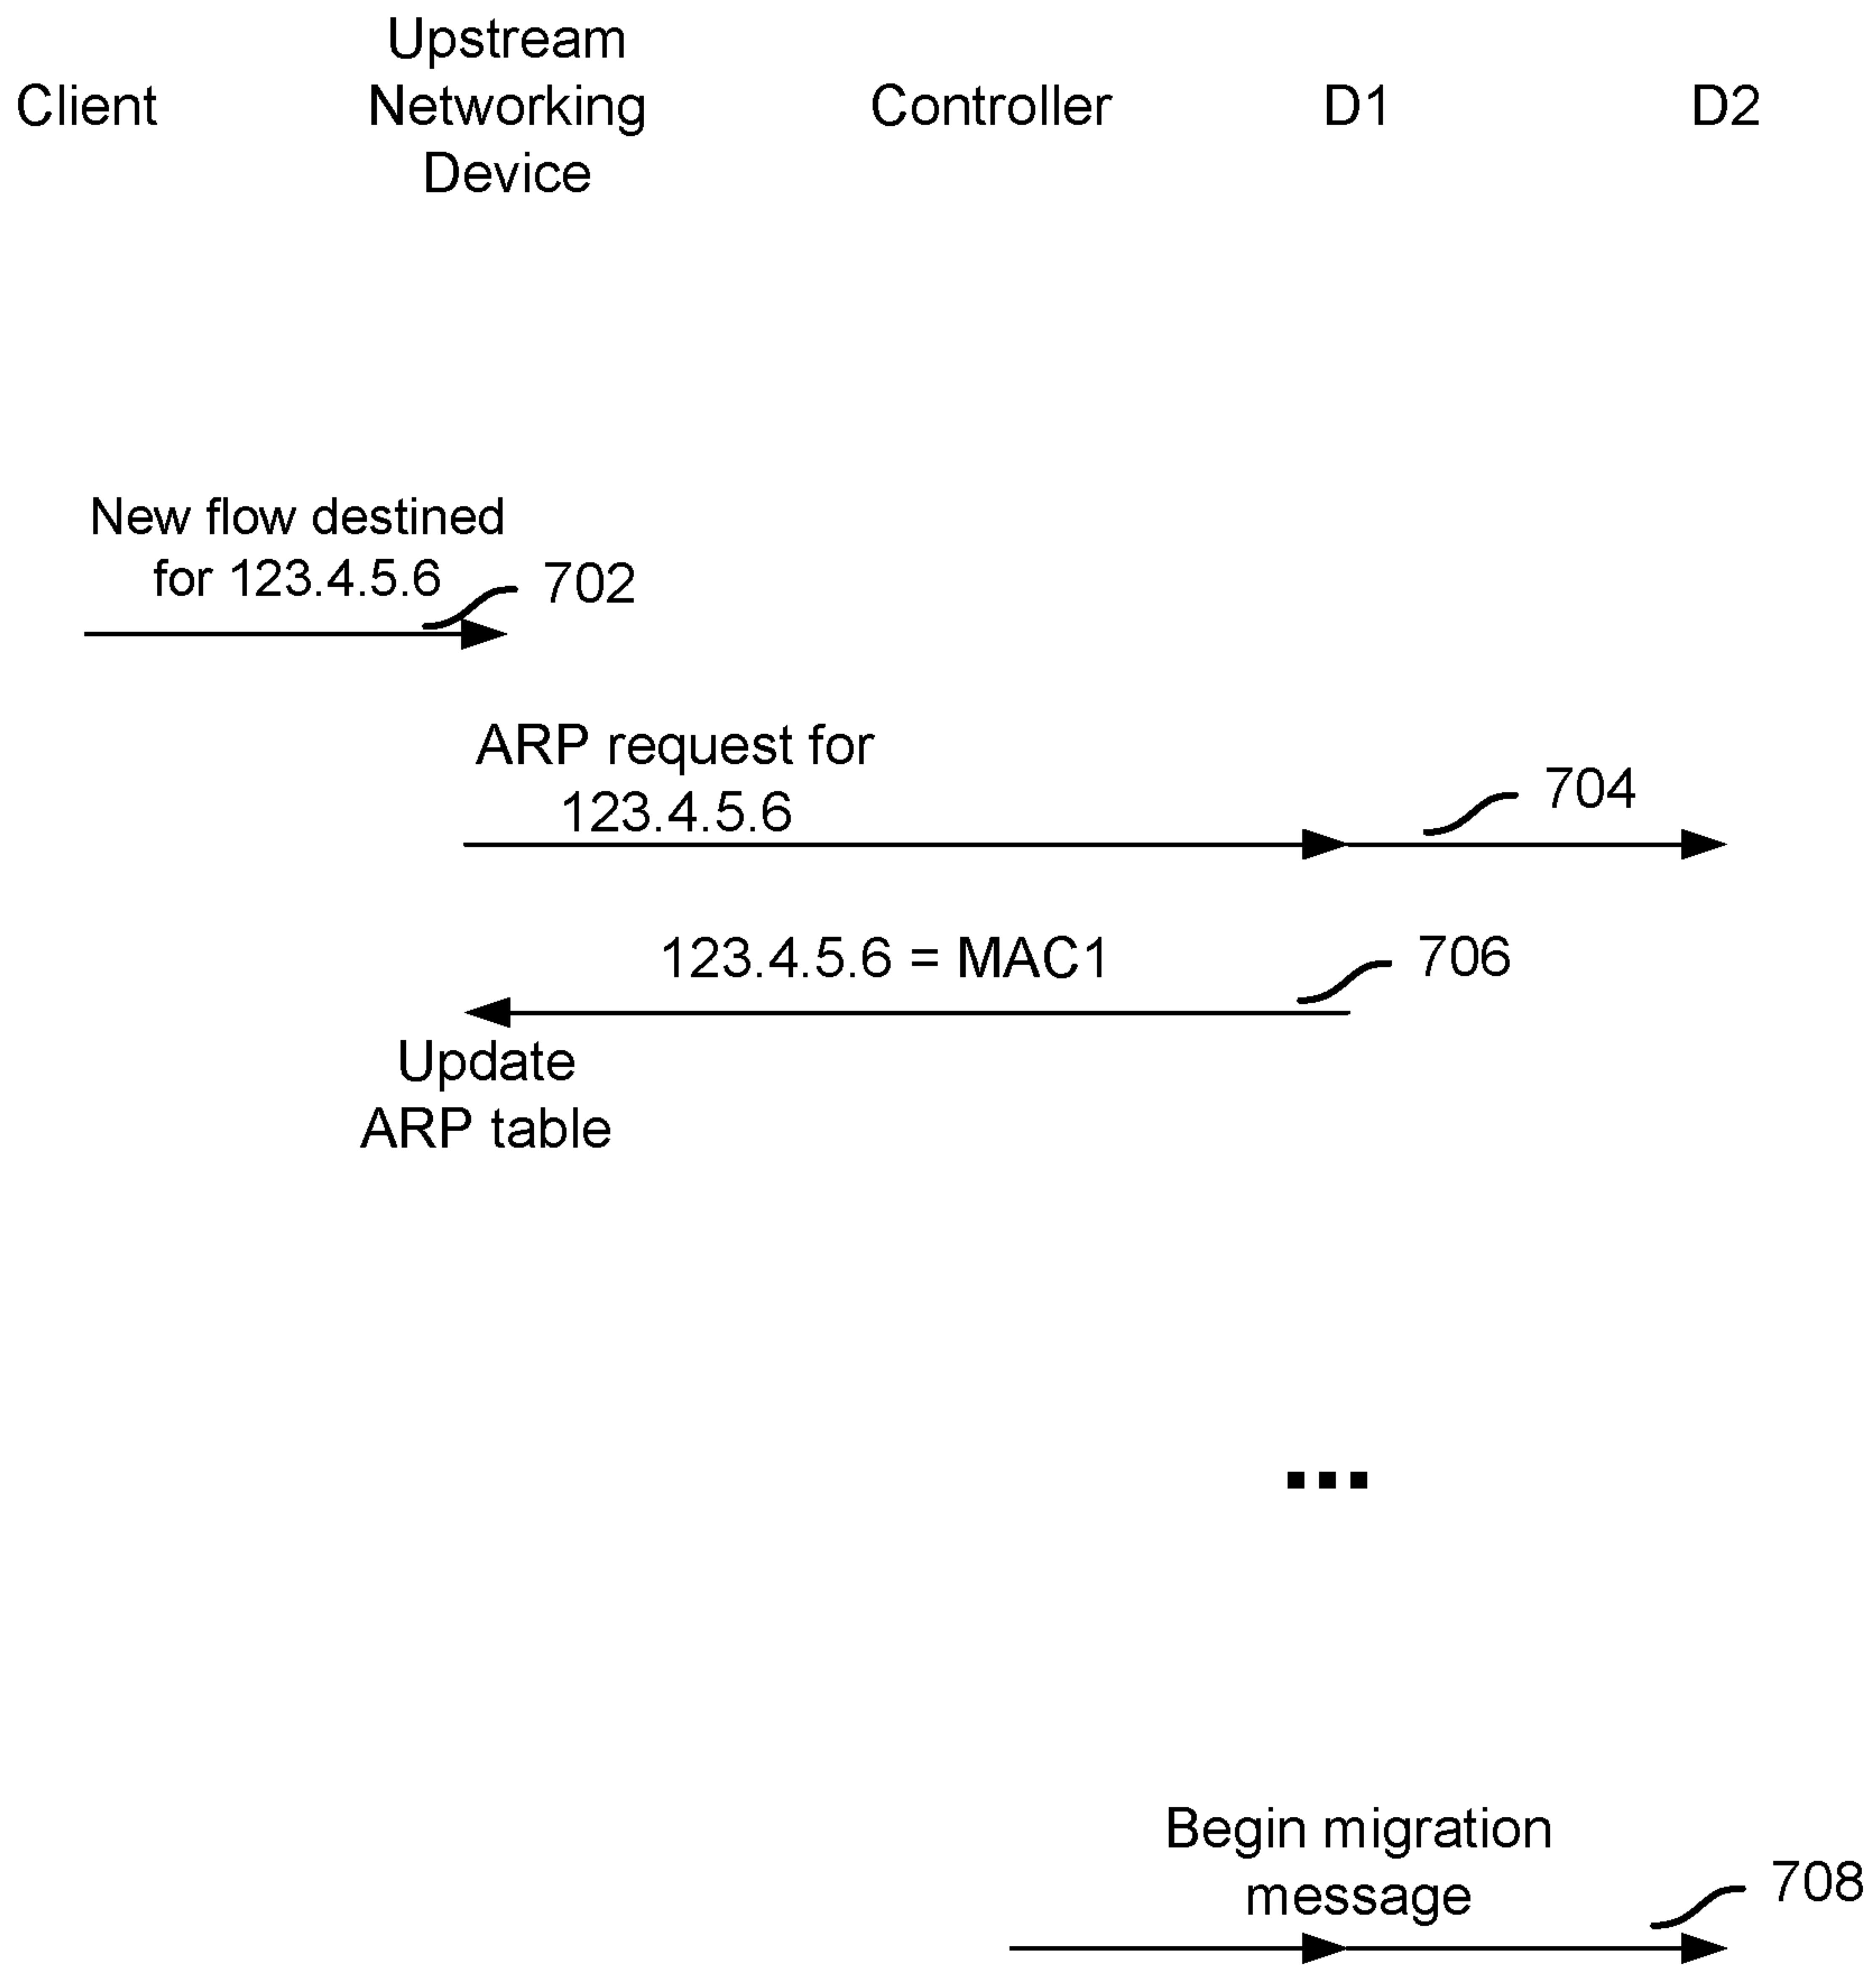 Upstream
Client Networking Controller D1 D2
Device
New flow destined
for 123.4.5.6 702
ARP request for
123.4.5.6 704
123.4.5.6 = MAC1 706
Update
ARP table
...
Begin migration
message 708